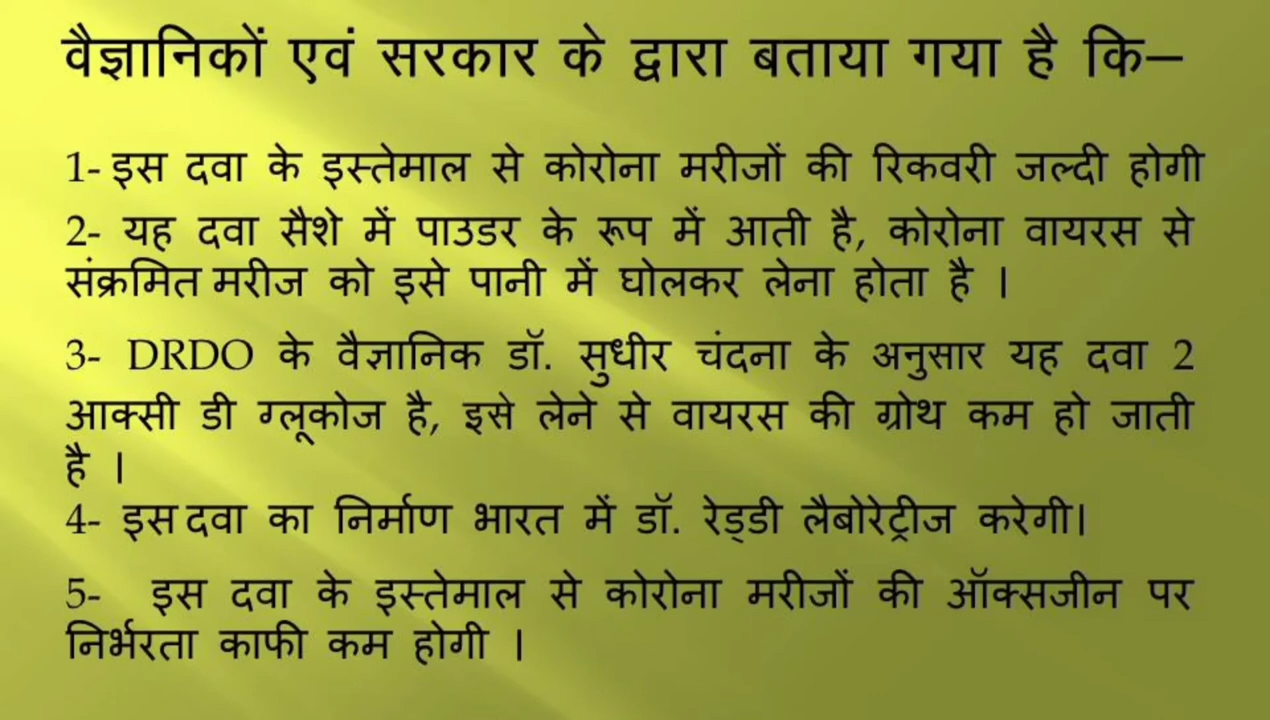 वैज्ञानिकों एवं सरकार के द्वारा बताया गया है कि–
1- इस दवा के इस्तेमाल से कोरोना मरीजों की रिकवरी जल्दी होगी
2- यह दवा सैशे में पाउडर के रूप में आती है, कोरोना वायरस से
संक्रमित मरीज को इसे पानी में घोलकर लेना होता है ।
3- DRDO के वैज्ञानिक डॉ. सुधीर चंदना के अनुसार यह दवा 2
आक्सी डी ग्लूकोज है, इसे लेने से वायरस की ग्रोथ कम हो जाती
है ।
4- इस दवा का निर्माण भारत में डॉ. रेड्डी लैबोरेट्रीज करेगी।
5- इस दवा के इस्तेमाल से कोरोना मरीजों की ऑक्सजीन पर
निर्भरता काफी कम होगी ।